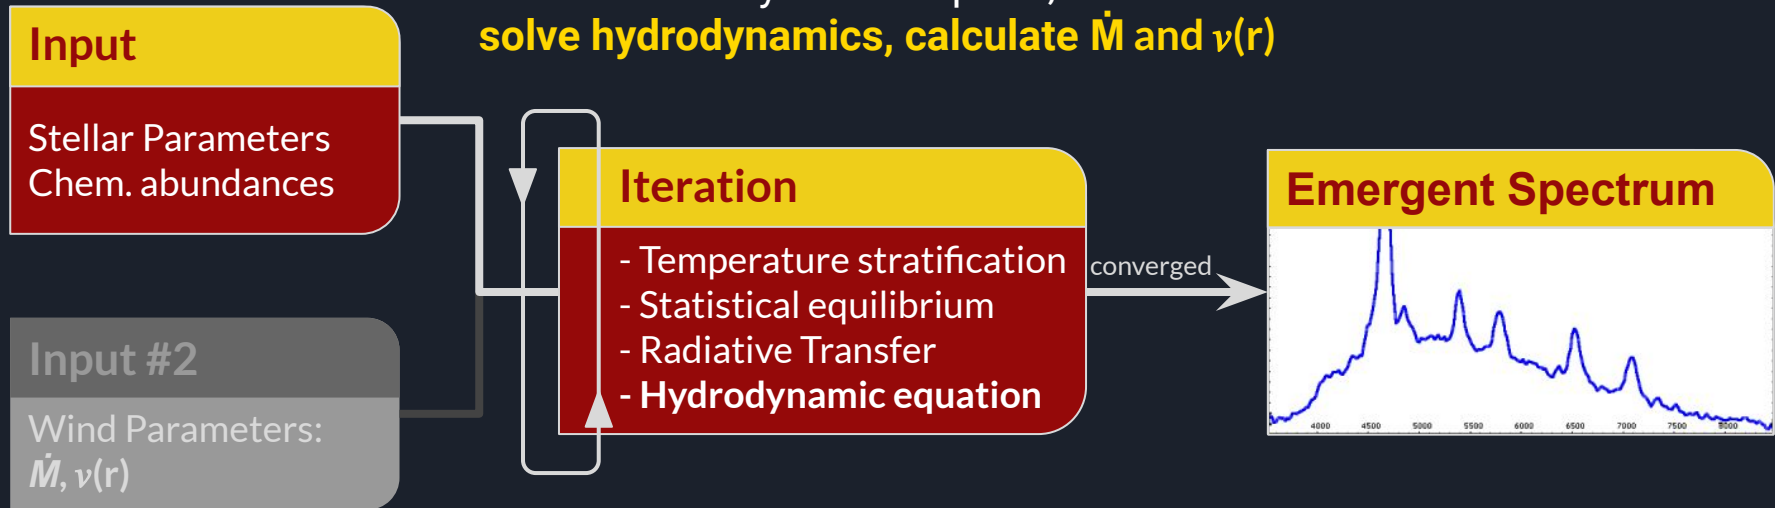 solve hydrodynamics, calculate Ṁ and v(r)
Input
Stellar Parameters
Chem. abundances
Input #2
Wind Parameters:
Ṁ, v(r)
Iteration
- Temperature stratification
- Statistical equilibrium
- Radiative Transfer
- Hydrodynamic equation
converged
Emergent Spectrum
4000 4500 5000 5500 6000 6500 7000 7500 8000